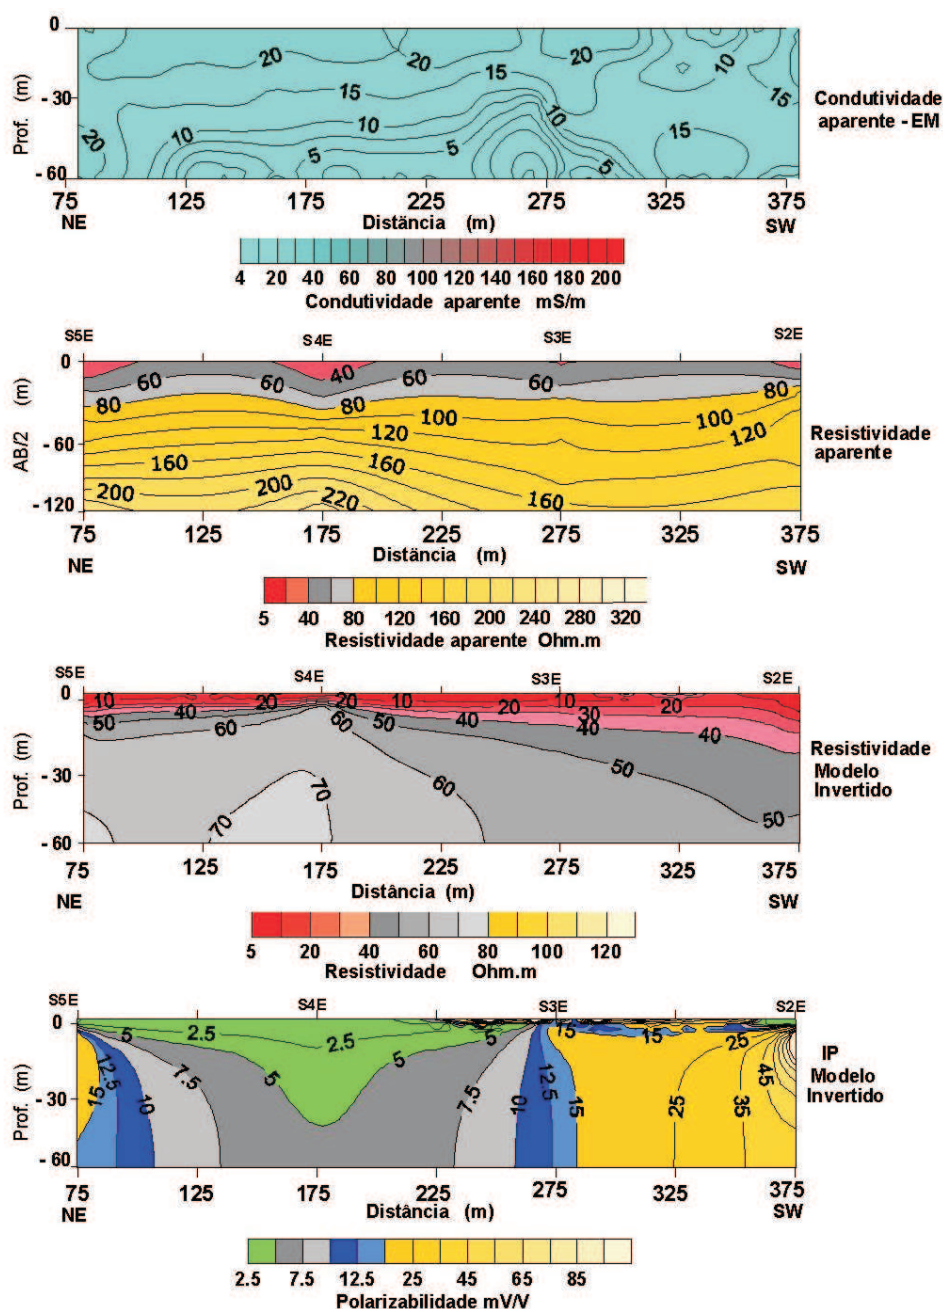 0
20
20
20
20
10
15
15
- 30
15
15
20
10
10
5
5
5
- 60
Prof. (m)
Condutividade
aparente - EM
75 125 175 225 275 325 375
NE Distância (m) SW
4 20 40 60 80 100 120 140 160 180 200
Condutividade aparente mS/m
S5E S4E S3E S2E
0
60 60 40 60 60 80
80 80 100 100
- 60
120 120
160 160
200 200 220 160
- 120
AB/2 (m)
Resistividade
aparente
75 125 175 225 275 325 375
NE Distância (m) SW
5 40 80 120 160 200 240 280 320
Resistividade aparente Ohm.m
S5E S4E S3E S2E
0
10 20 20 10 10 20
40 20 30
50 60 60 50 40 40 40
- 30
70 60 50
70 50
- 60
Prof. (m)
Resistividade
Modelo
Invertido
75 125 175 225 275 325 375
NE Distância (m) SW
5 20 40 60 80 100 120
Resistividade Ohm.m
S5E S4E S3E S2E
0
5 2.5 2.5 5 15 15 25
12.5 7.5 5 5 7.5 12.5 45
15 10 10 15 25 35
- 30
- 60
Prof. (m)
IP
Modelo
Invertido
75 125 175 225 275 325 375
NE Distância (m) SW
2.5 7.5 12.5 25 45 65 85
Polarizabilidade mV/V